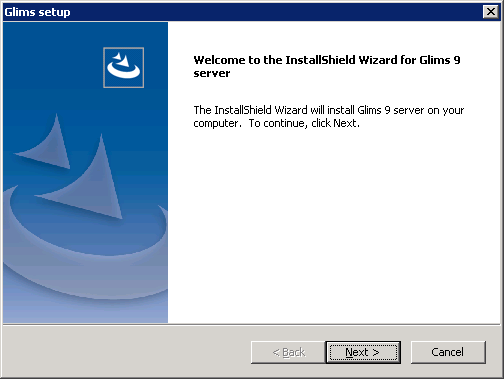 Glims setup
Welcome to the InstallShield Wizard for Glims 9
server
The InstallShield Wizard will install Glims 9 server on your
computer. To continue, click Next.
< Back
Next >
Cancel